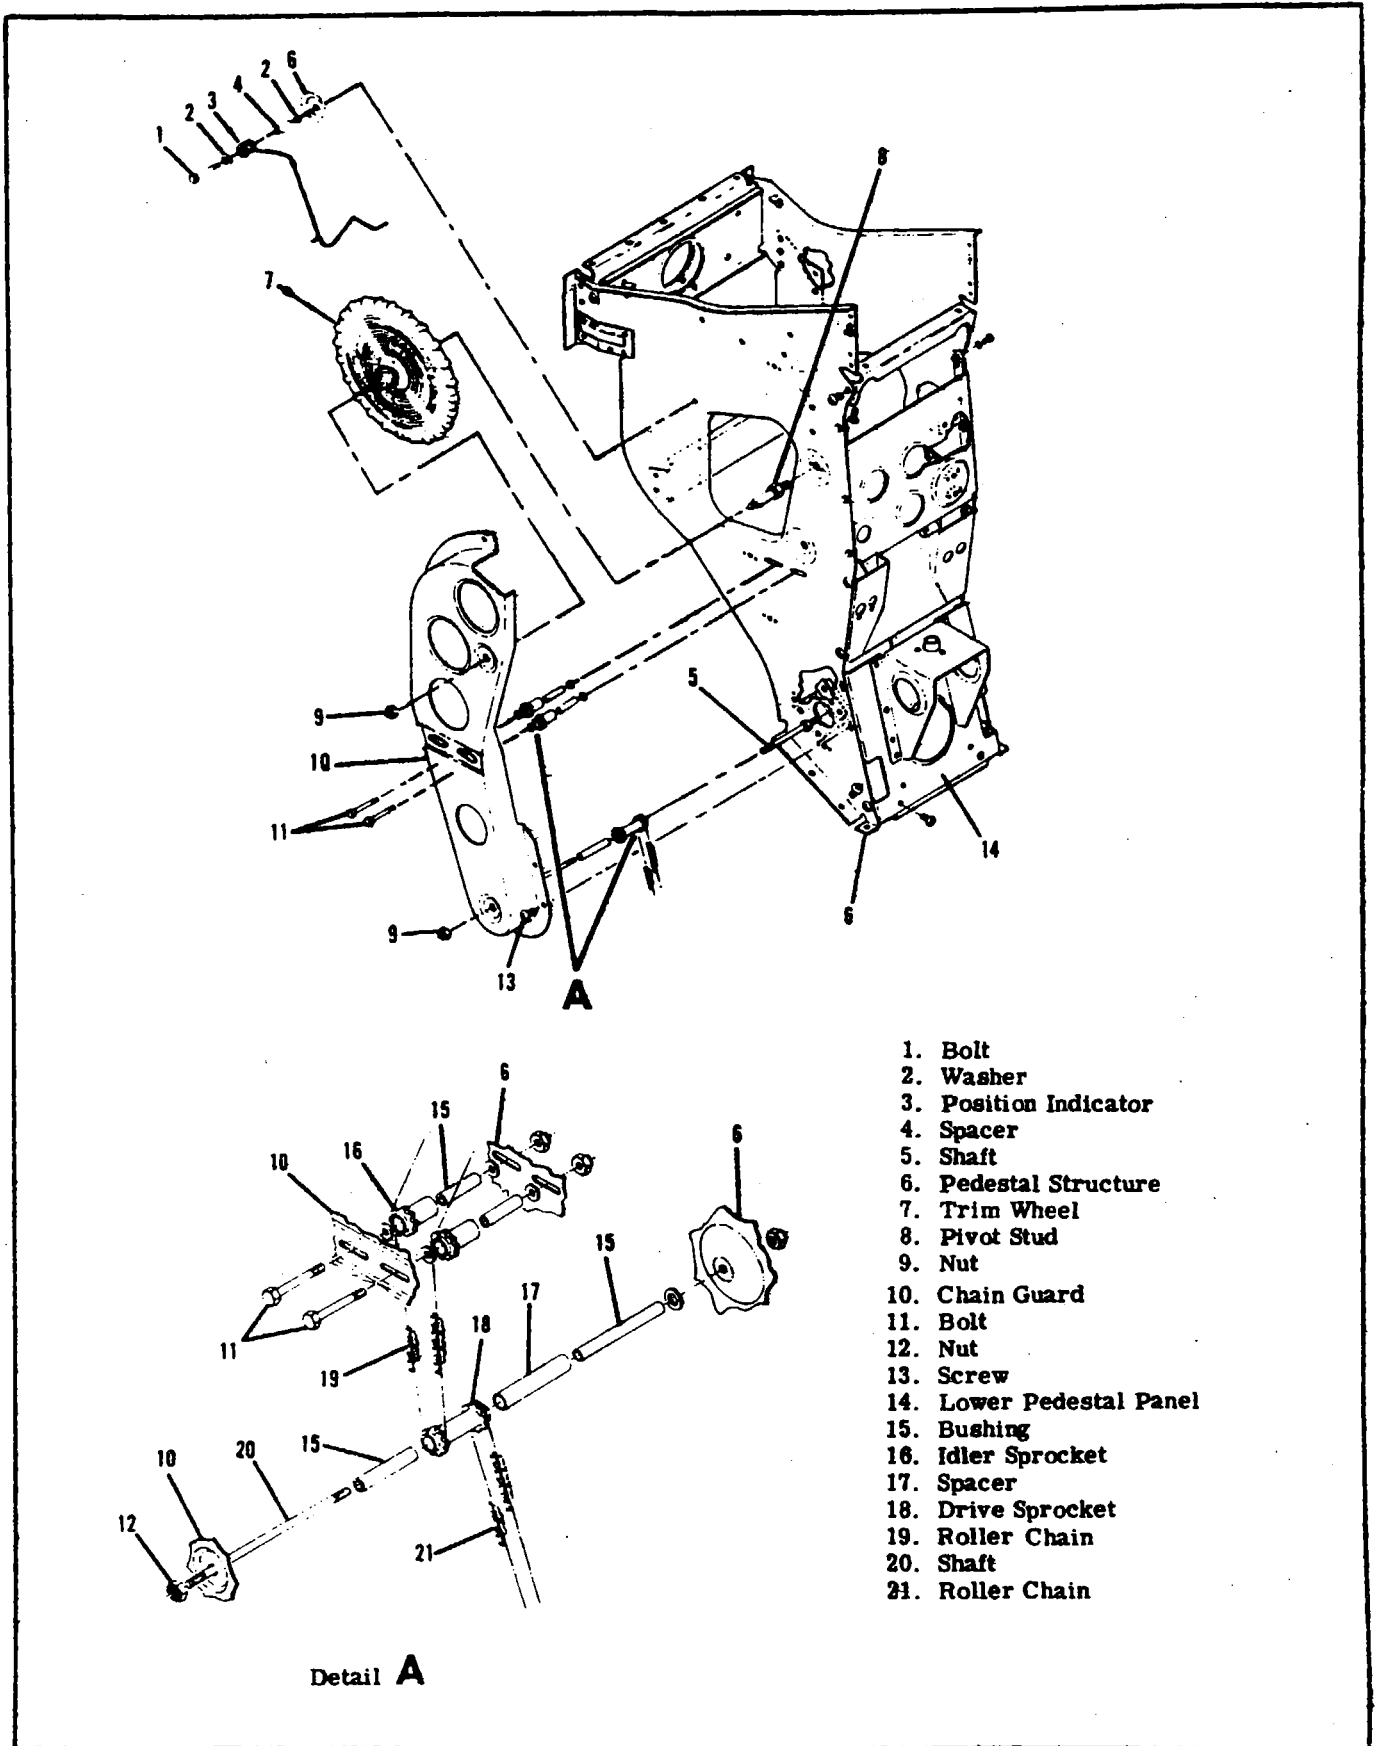 6
2
4
3
2
1
8
7
5
9
10
11
14
6
9
13
A
6
15
6
16
10
15
17
11
18
19
15
20
10
12
21
1. Bolt
2. Washer
3. Position Indicator
4. Spacer
5. Shaft
6. Pedestal Structure
7. Trim Wheel
8. Pivot Stud
9. Nut
10. Chain Guard
11. Bolt
12. Nut
13. Screw
14. Lower Pedestal Panel
15. Bushing
16. Idler Sprocket
17. Spacer
18. Drive Sprocket
19. Roller Chain
20. Shaft
21. Roller Chain
Detail A